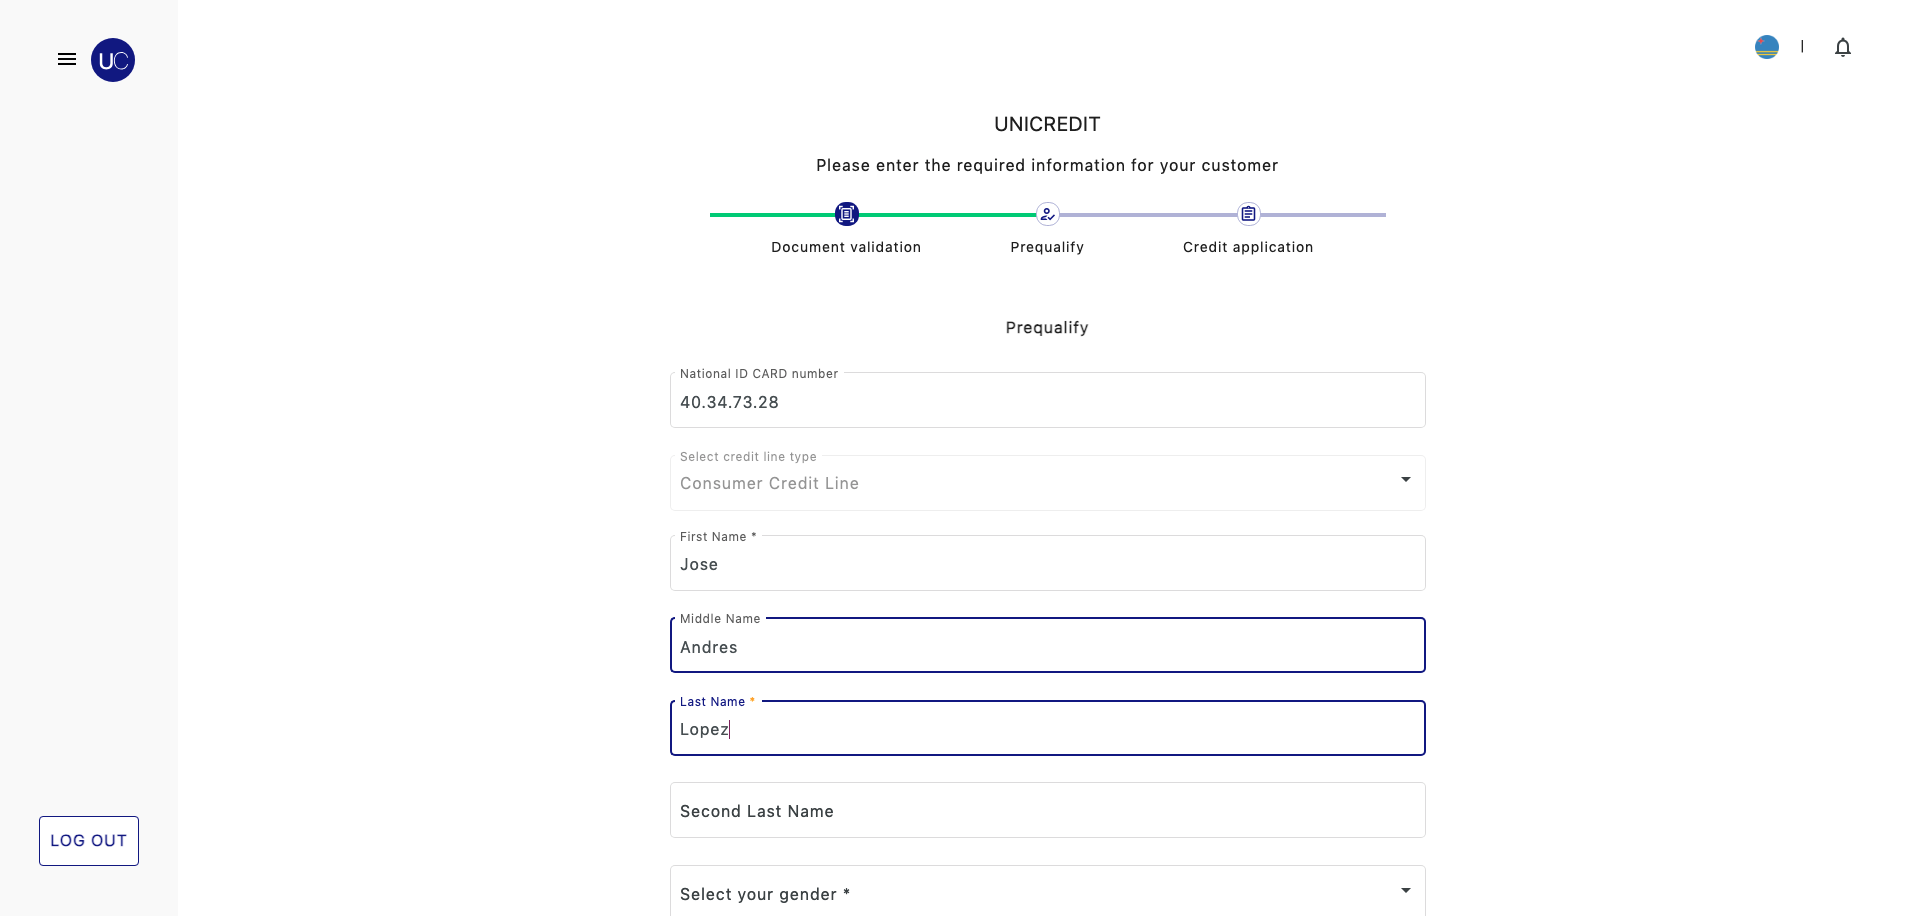 UC
UNICREDIT
Please enter the required information for your customer
Document validation
Prequalify
Credit application
Prequalify
National ID CARD number
40.34.73.28
Select credit line type
Consumer Credit Line
First Name *
Jose
Middle Name
Andres
Last Name *
Lopez
Second Last Name
Select your gender *
LOG OUT